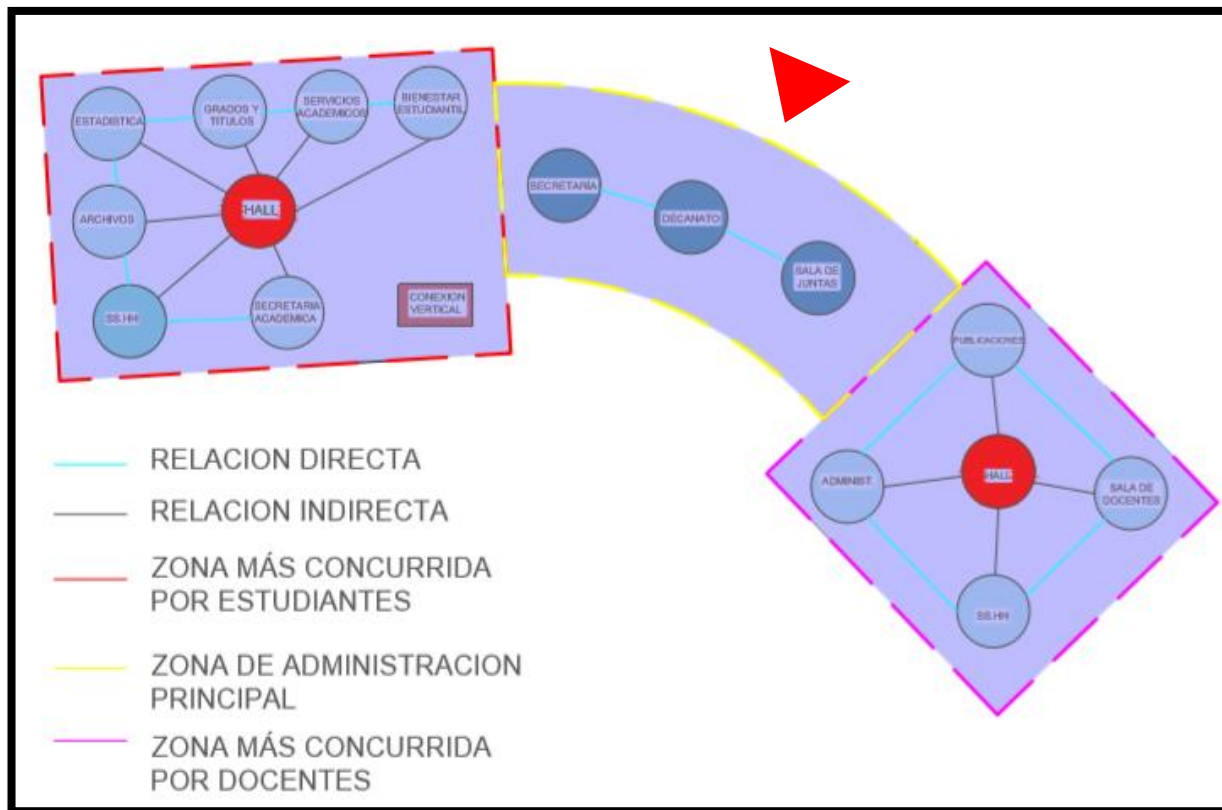 ESTADISTICA
GRADOS Y
TITULOS
SERVICIOS
ACADEMICOS
BIENESTAR
ESTUDIANTIL
ARCHIVOS
HALL
SS.HH
SECRETARIA
ACADEMICA
CONEXION
VERTICAL
SECRETARÍA
DECANATO
SALA DE
JUNTAS
PUBLICACIONES
ADMINIST.
HALL
SALA DE
DOCENTES
SS.HH
RELACION DIRECTA
RELACION INDIRECTA
ZONA MÁS CONCURRIDA
POR ESTUDIANTES
ZONA DE ADMINISTRACION
PRINCIPAL
ZONA MÁS CONCURRIDA
POR DOCENTES